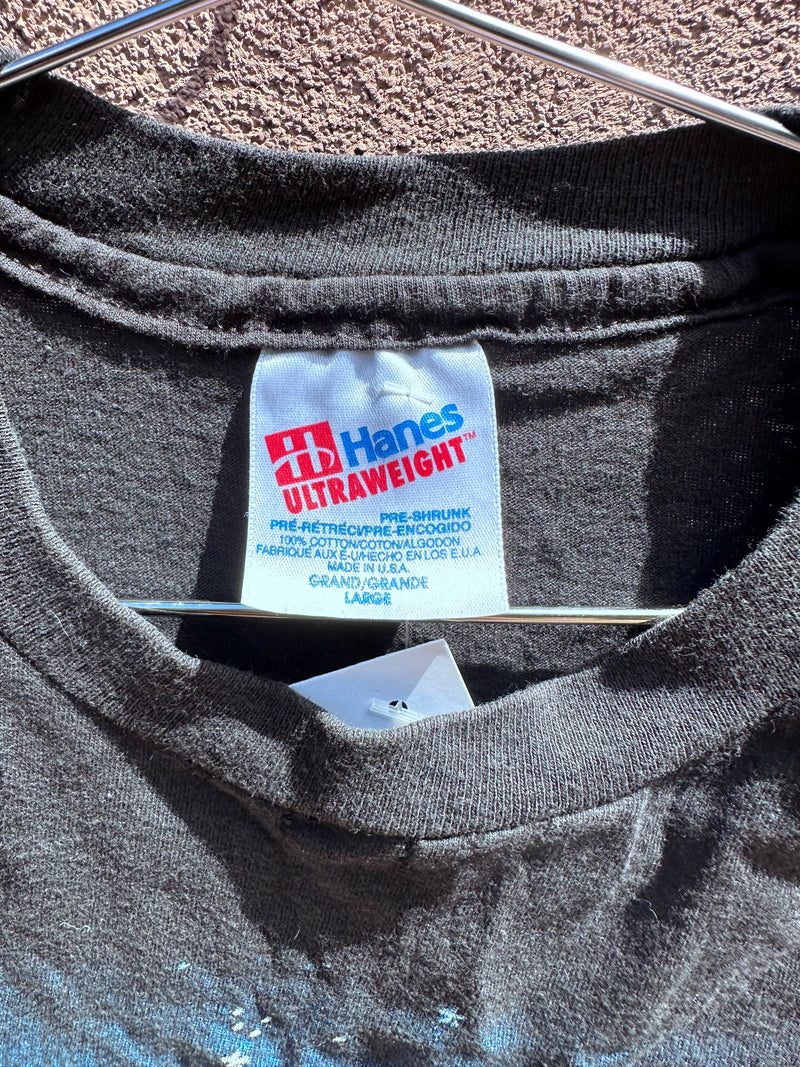 Hanes
ULTRAWEIGHT™
PRE-SHRUNK
PRÉ-RÉTRÉCI/PRE-ENCOGIDO
100% COTTON/COTON/ALGODON
FABRIQUE AUX E-U/HECHO EN LOS E.U.A.
MADE IN U.S.A.
GRAND/GRANDE
LARGE